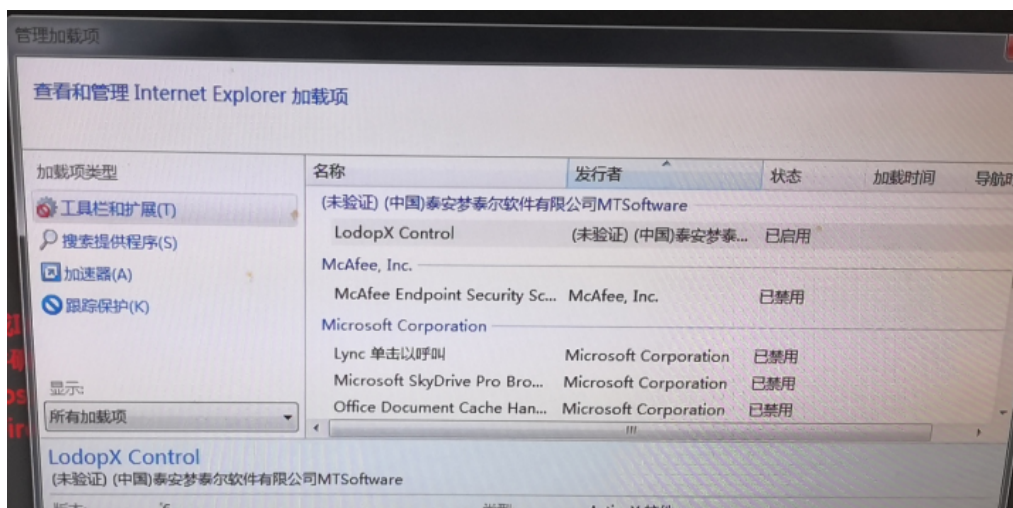 管理加载项
查看和管理 Internet Explorer 加载项
加载项类型
工具栏和扩展(T)
搜索提供程序(S)
加速器(A)
跟踪保护(K)
显示:
所有加载项
名称 发行者 状态 加载时间
(未验证) (中国)泰安梦泰尔软件有限公司MTSoftware
LodopX Control (未验证) (中国)泰安梦泰... 已启用
McAfee, Inc.
McAfee Endpoint Security Sc... McAfee, Inc. 已禁用
Microsoft Corporation
Lync 单击以呼叫 Microsoft Corporation 已禁用
Microsoft SkyDrive Pro Bro... Microsoft Corporation 已禁用
Office Document Cache Han... Microsoft Corporation 已禁用
LodopX Control
(未验证) (中国)泰安梦泰尔软件有限公司MTSoftware